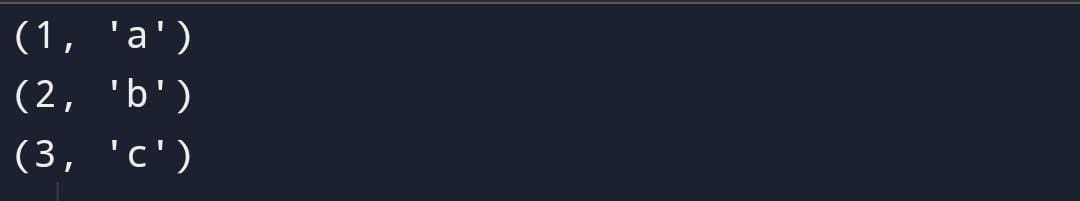 (1, 'a')
(2, 'b')
(3, 'c')